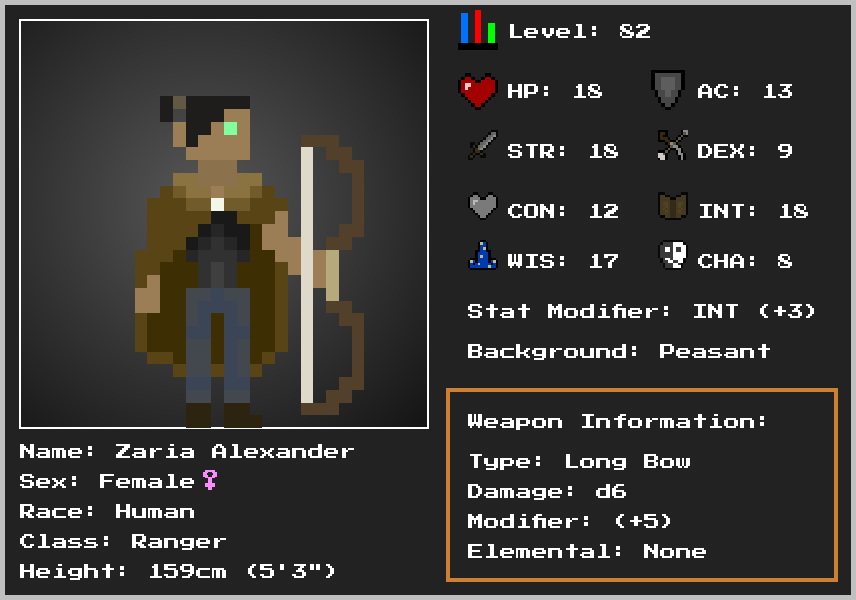 Level: 82
HP: 18 AC: 13
STR: 18 DEX: 9
CON: 12 INT: 18
WIS: 17 CHA: 8
Stat Modifier: INT (+3)
Background: Peasant
Weapon Information:
Type: Long Bow
Damage: d6
Modifier: (+5)
Elemental: None
Name: Zaria Alexander
Sex: Female♀
Race: Human
Class: Ranger
Height: 159cm (5'3")